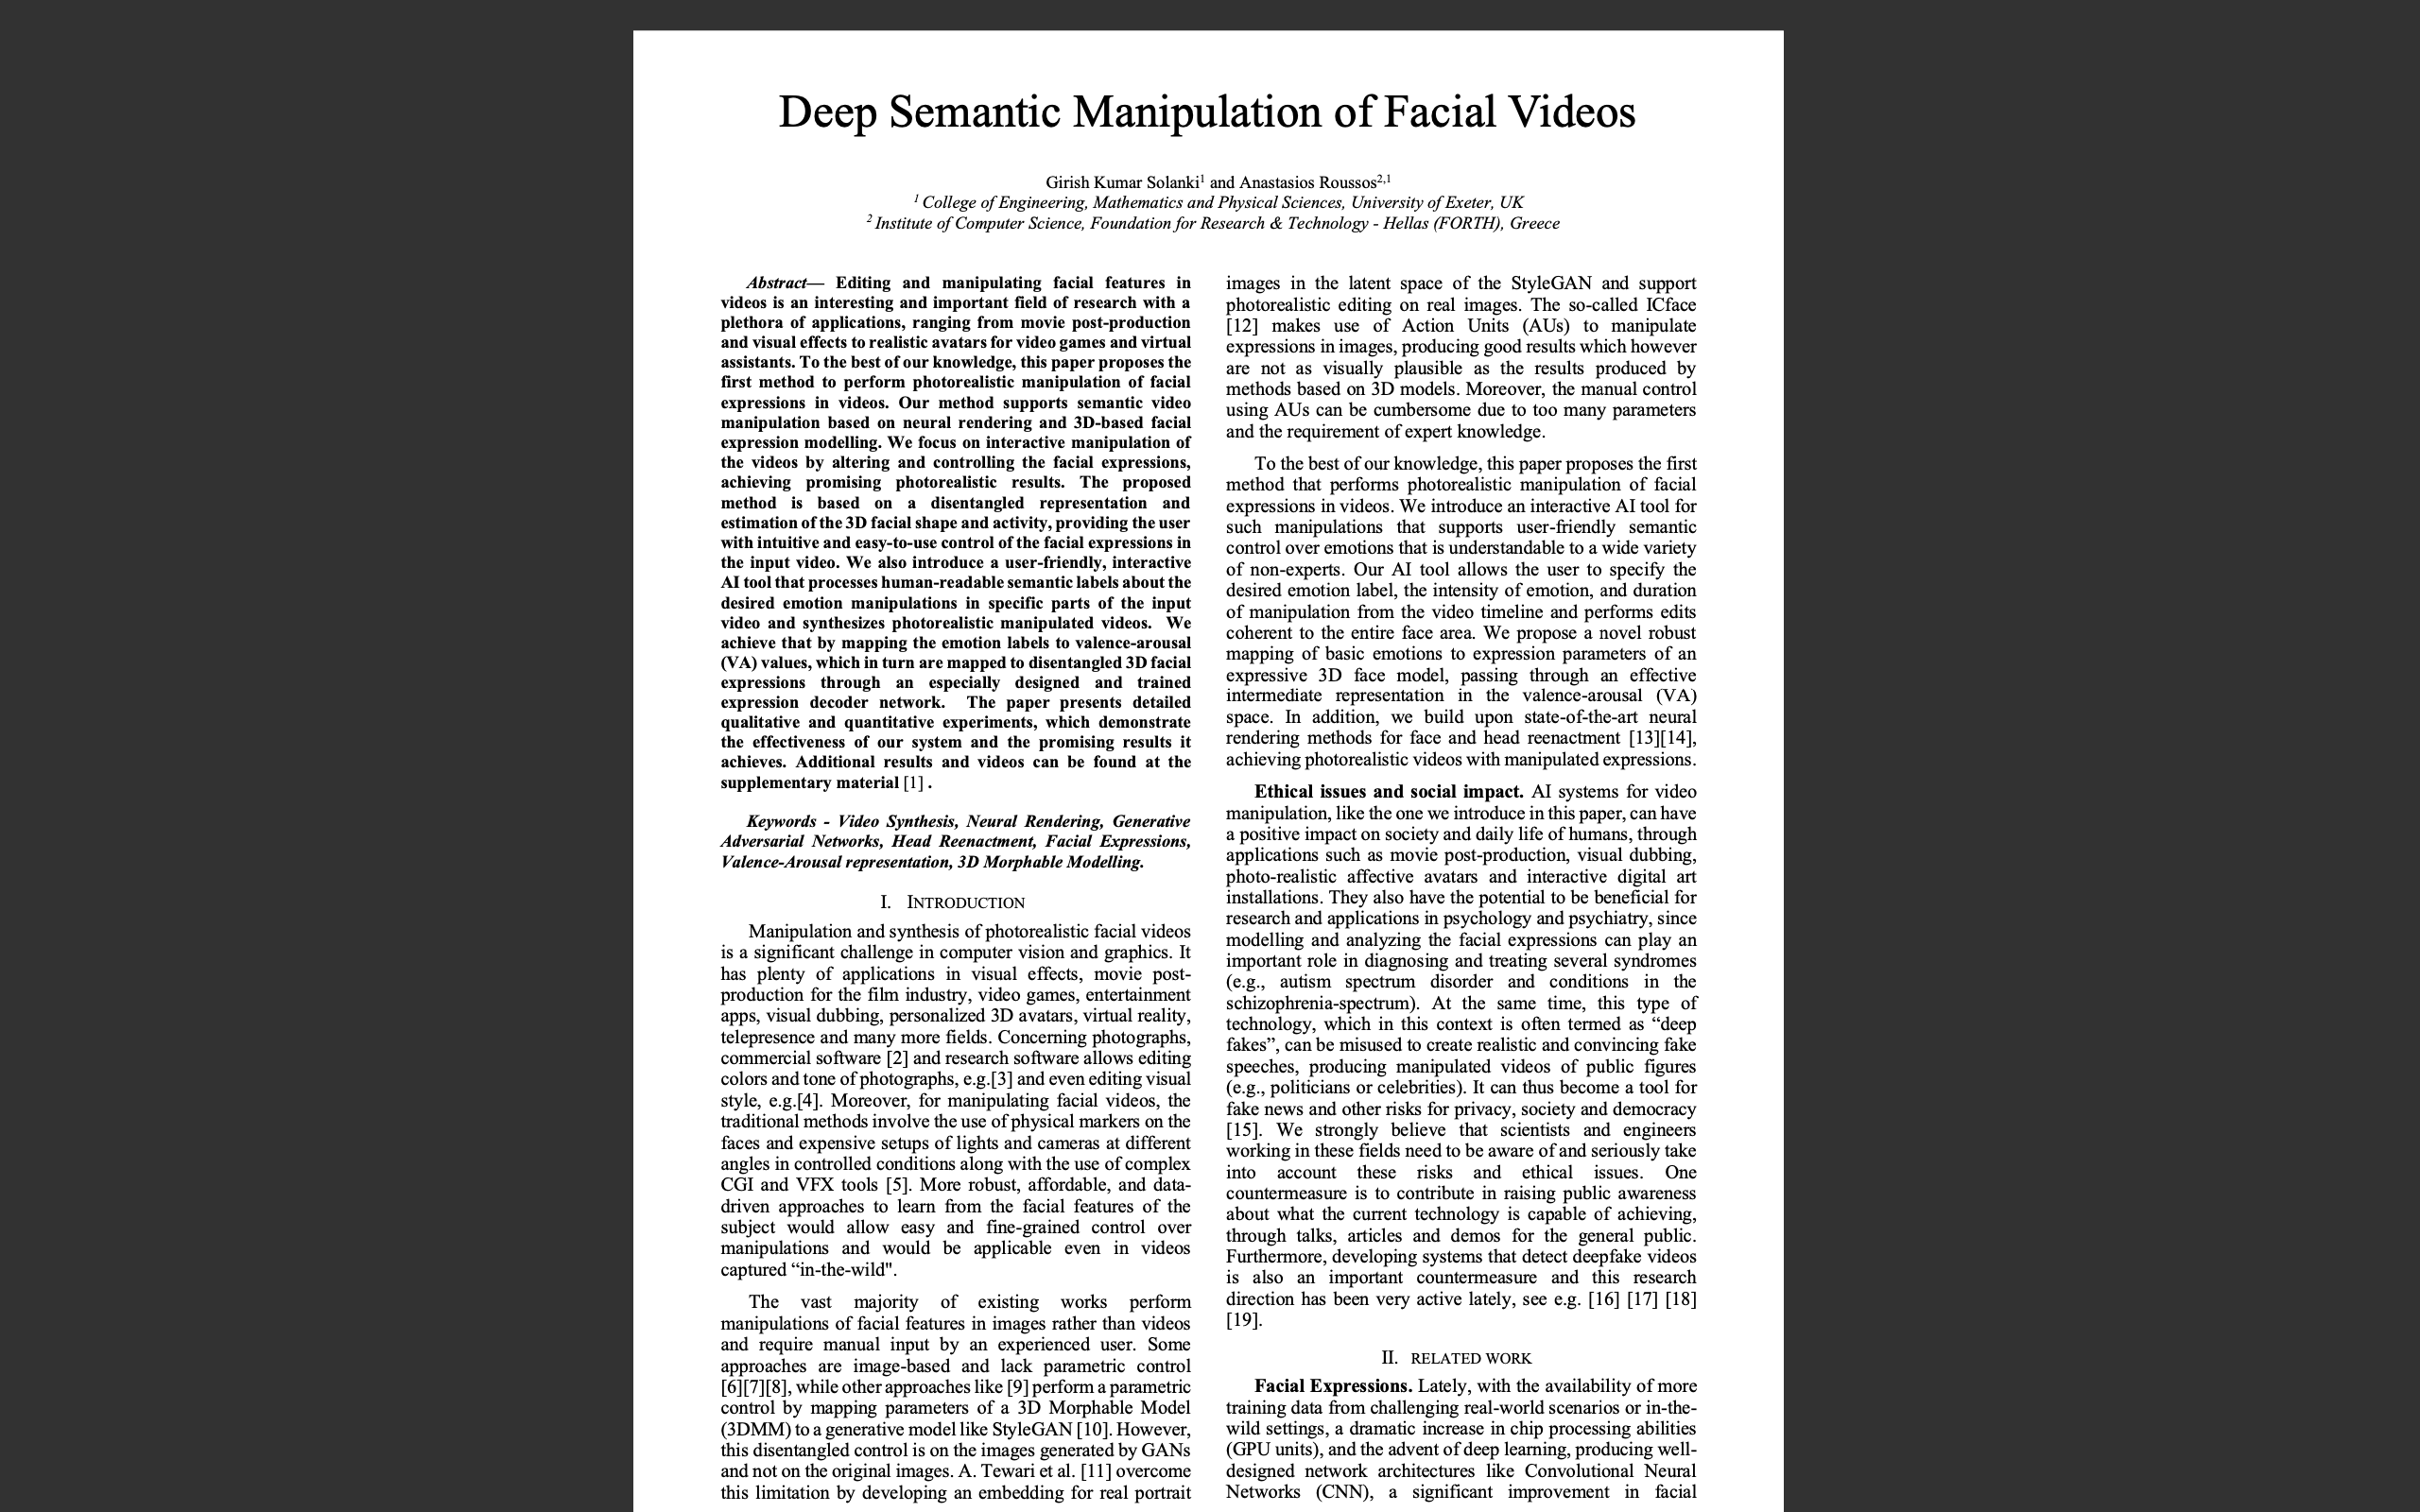 Deep Semantic Manipulation of Facial Videos
Girish Kumar Solanki1 and Anastasios Roussos2,1
1 College of Engineering, Mathematics and Physical Sciences, University of Exeter, UK
2 Institute of Computer Science, Foundation for Research & Technology - Hellas (FORTH), Greece
Abstract— Editing and manipulating facial features in
videos is an interesting and important field of research with a
plethora of applications, ranging from movie post-production
and visual effects to realistic avatars for video games and virtual
assistants. To the best of our knowledge, this paper proposes the
first method to perform photorealistic manipulation of facial
expressions in videos. Our method supports semantic video
manipulation based on neural rendering and 3D-based facial
expression modelling. We focus on interactive manipulation of
the videos by altering and controlling the facial expressions,
achieving promising photorealistic results. The proposed
method is based on a disentangled representation and
estimation of the 3D facial shape and activity, providing the user
with intuitive and easy-to-use control of the facial expressions in
the input video. We also introduce a user-friendly, interactive
AI tool that processes human-readable semantic labels about the
desired emotion manipulations in specific parts of the input
video and synthesizes photorealistic manipulated videos. We
achieve that by mapping the emotion labels to valence-arousal
(VA) values, which in turn are mapped to disentangled 3D facial
expressions through an especially designed and trained
expression decoder network. The paper presents detailed
qualitative and quantitative experiments, which demonstrate
the effectiveness of our system and the promising results it
achieves. Additional results and videos can be found at the
supplementary material [1] .
Keywords - Video Synthesis, Neural Rendering, Generative
Adversarial Networks, Head Reenactment, Facial Expressions,
Valence-Arousal representation, 3D Morphable Modelling.
I. INTRODUCTION
Manipulation and synthesis of photorealistic facial videos
is a significant challenge in computer vision and graphics. It
has plenty of applications in visual effects, movie post-
production for the film industry, video games, entertainment
apps, visual dubbing, personalized 3D avatars, virtual reality,
telepresence and many more fields. Concerning photographs,
commercial software [2] and research software allows editing
colors and tone of photographs, e.g.[3] and even editing visual
style, e.g.[4]. Moreover, for manipulating facial videos, the
traditional methods involve the use of physical markers on the
faces and expensive setups of lights and cameras at different
angles in controlled conditions along with the use of complex
CGI and VFX tools [5]. More robust, affordable, and data-
driven approaches to learn from the facial features of the
subject would allow easy and fine-grained control over
manipulations and would be applicable even in videos
captured “in-the-wild".
The vast majority of existing works perform
manipulations of facial features in images rather than videos
and require manual input by an experienced user. Some
approaches are image-based and lack parametric control
[6][7][8], while other approaches like [9] perform a parametric
control by mapping parameters of a 3D Morphable Model
(3DMM) to a generative model like StyleGAN [10]. However,
this disentangled control is on the images generated by GANs
and not on the original images. A. Tewari et al. [11] overcome
this limitation by developing an embedding for real portrait
images in the latent space of the StyleGAN and support
photorealistic editing on real images. The so-called ICface
[12] makes use of Action Units (AUs) to manipulate
expressions in images, producing good results which however
are not as visually plausible as the results produced by
methods based on 3D models. Moreover, the manual control
using AUs can be cumbersome due to too many parameters
and the requirement of expert knowledge.
To the best of our knowledge, this paper proposes the first
method that performs photorealistic manipulation of facial
expressions in videos. We introduce an interactive AI tool for
such manipulations that supports user-friendly semantic
control over emotions that is understandable to a wide variety
of non-experts. Our AI tool allows the user to specify the
desired emotion label, the intensity of emotion, and duration
of manipulation from the video timeline and performs edits
coherent to the entire face area. We propose a novel robust
mapping of basic emotions to expression parameters of an
expressive 3D face model, passing through an effective
intermediate representation in the valence-arousal (VA)
space. In addition, we build upon state-of-the-art neural
rendering methods for face and head reenactment [13][14],
achieving photorealistic videos with manipulated expressions.
Ethical issues and social impact. AI systems for video
manipulation, like the one we introduce in this paper, can have
a positive impact on society and daily life of humans, through
applications such as movie post-production, visual dubbing,
photo-realistic affective avatars and interactive digital art
installations. They also have the potential to be beneficial for
research and applications in psychology and psychiatry, since
modelling and analyzing the facial expressions can play an
important role in diagnosing and treating several syndromes
(e.g., autism spectrum disorder and conditions in the
schizophrenia-spectrum). At the same time, this type of
technology, which in this context is often termed as “deep
fakes”, can be misused to create realistic and convincing fake
speeches, producing manipulated videos of public figures
(e.g., politicians or celebrities). It can thus become a tool for
fake news and other risks for privacy, society and democracy
[15]. We strongly believe that scientists and engineers
working in these fields need to be aware of and seriously take
into account these risks and ethical issues. One
countermeasure is to contribute in raising public awareness
about what the current technology is capable of achieving,
through talks, articles and demos for the general public.
Furthermore, developing systems that detect deepfake videos
is also an important countermeasure and this research
direction has been very active lately, see e.g. [16] [17] [18]
[19].
II. RELATED WORK
Facial Expressions. Lately, with the availability of more
training data from challenging real-world scenarios or in-the-
wild settings, a dramatic increase in chip processing abilities
(GPU units), and the advent of deep learning, producing well-
designed network architectures like Convolutional Neural
Networks (CNN), a significant improvement in facial